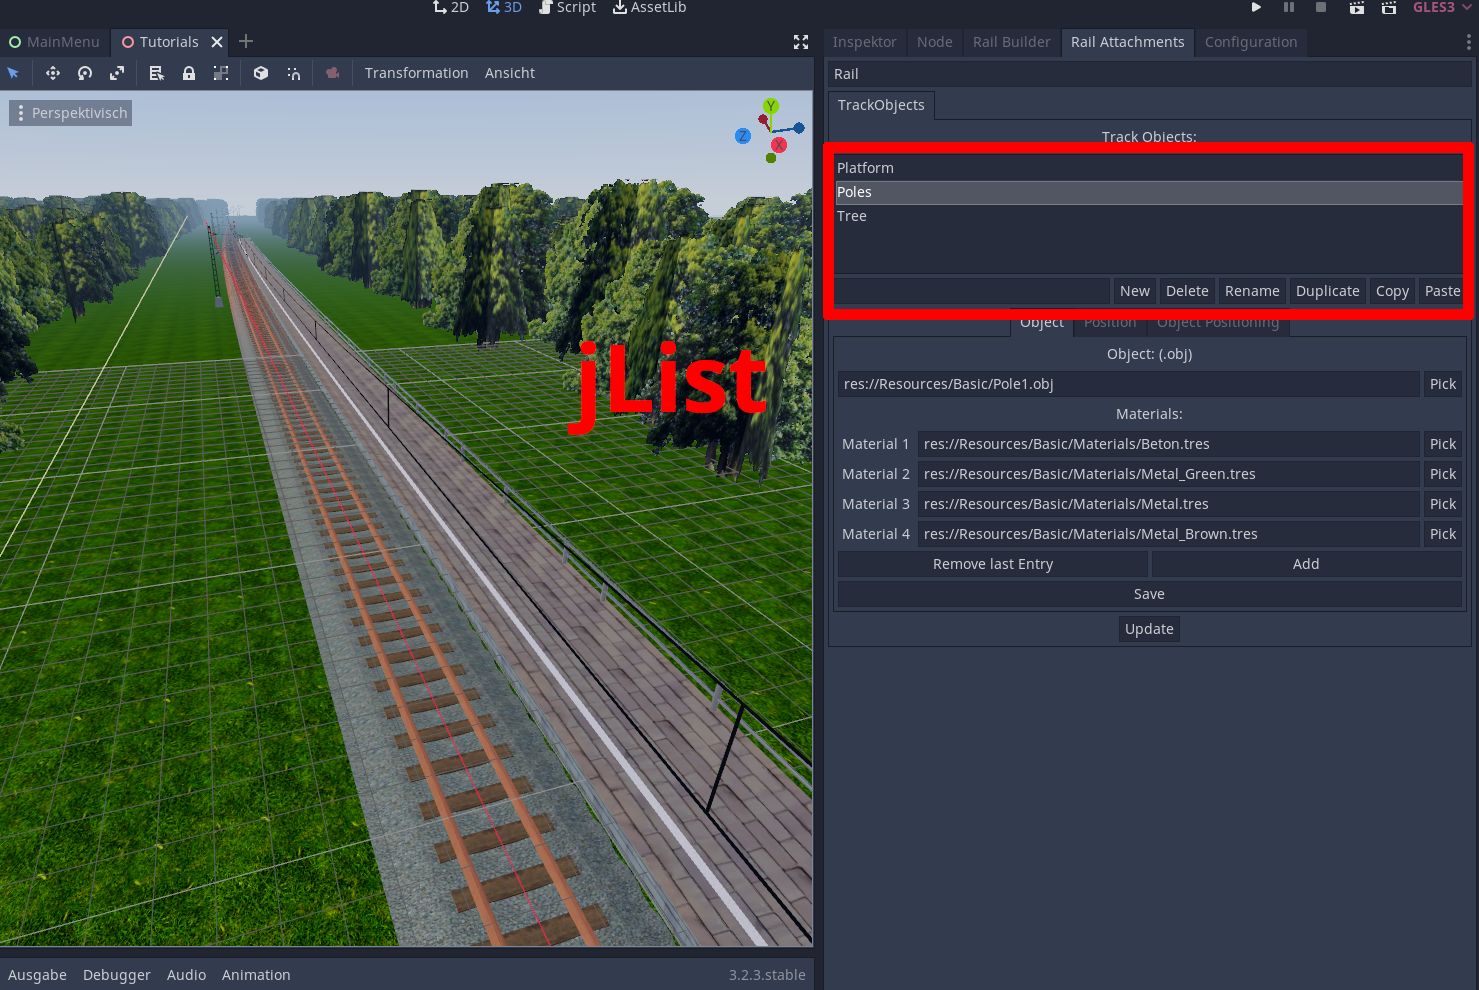 2D 3D Script AssetLib GLES3
MainMenu Tutorials
Inspektor Node Rail Builder Rail Attachments Configuration
Transformation Ansicht
Rail
Perspektivisch
Y
Z
X
TrackObjects
Track Objects:
Platform
Poles
Tree
New Delete Rename Duplicate Copy Paste
Object Position Object Positioning
jList
Object: (.obj)
res://Resources/Basic/Pole1.obj Pick
Materials:
Material 1 res://Resources/Basic/Materials/Beton.tres Pick
Material 2 res://Resources/Basic/Materials/Metal_Green.tres Pick
Material 3 res://Resources/Basic/Materials/Metal.tres Pick
Material 4 res://Resources/Basic/Materials/Metal_Brown.tres Pick
Remove last Entry Add
Save
Update
Ausgabe Debugger Audio Animation 3.2.3.stable